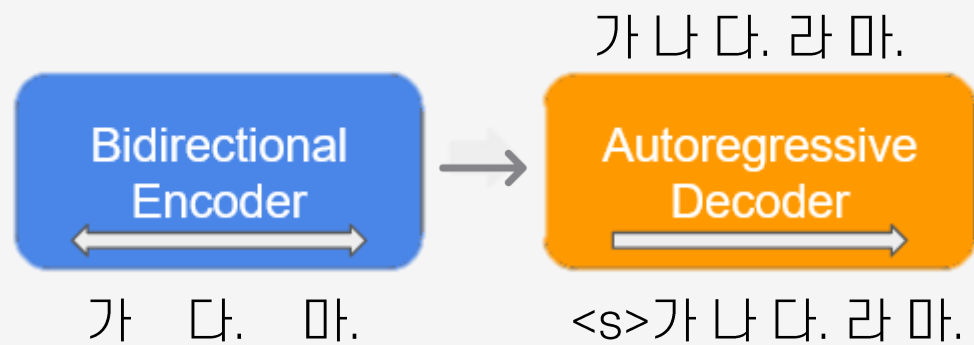 가 나 다. 라 마.
Bidirectional
Encoder
Autoregressive
Decoder
가 다. 마.
<s>가 나 다. 라 마.